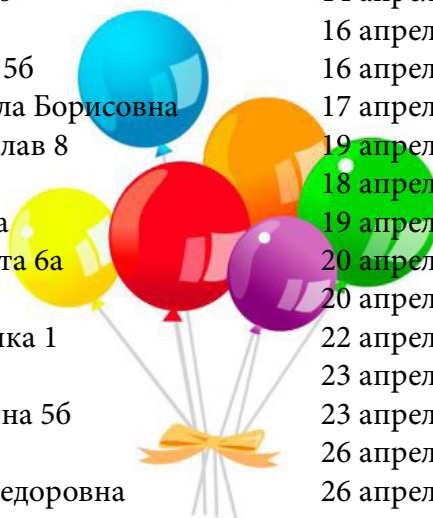 16 апрел
5б 16 апрел
ла Борисовна 17 апрел
лав 8 19 апрел
18 апрел
а 19 апрел
та 6а 20 апрел
20 апрел
ка 1 22 апрел
23 апрел
на 5б 23 апрел
26 апрел
едоровна 26 апрел